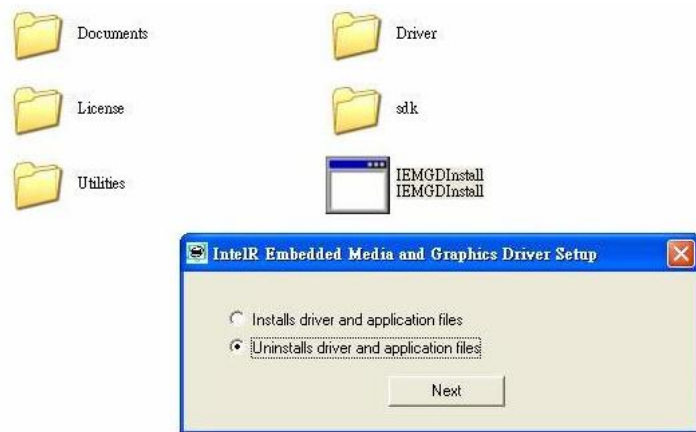 Documents
Driver
License
sdk
Utilities
IEMGDInstall
IEMGDInstall
IntelR Embedded Media and Graphics Driver Setup
Installs driver and application files
Uninstalls driver and application files
Next